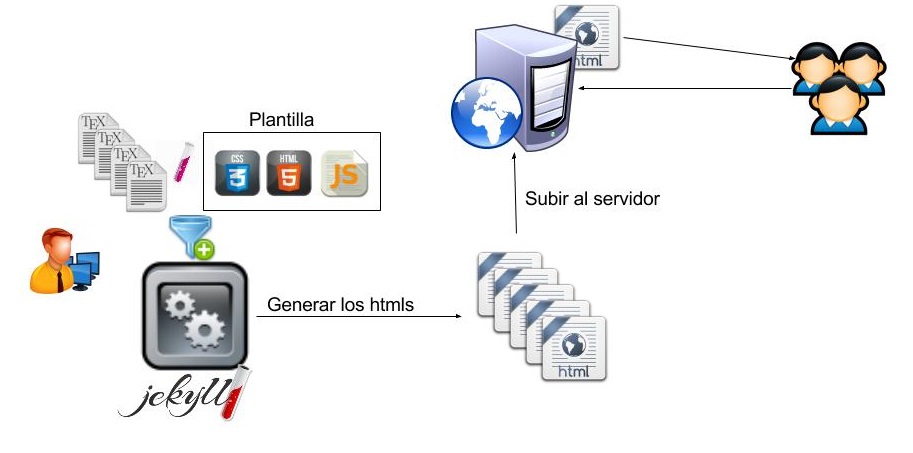 html
Plantilla
TEX
TEX
TEX
TEX
CSS
3
HTML
5
JS
Subir al servidor
Generar los htmls
html
jekyll